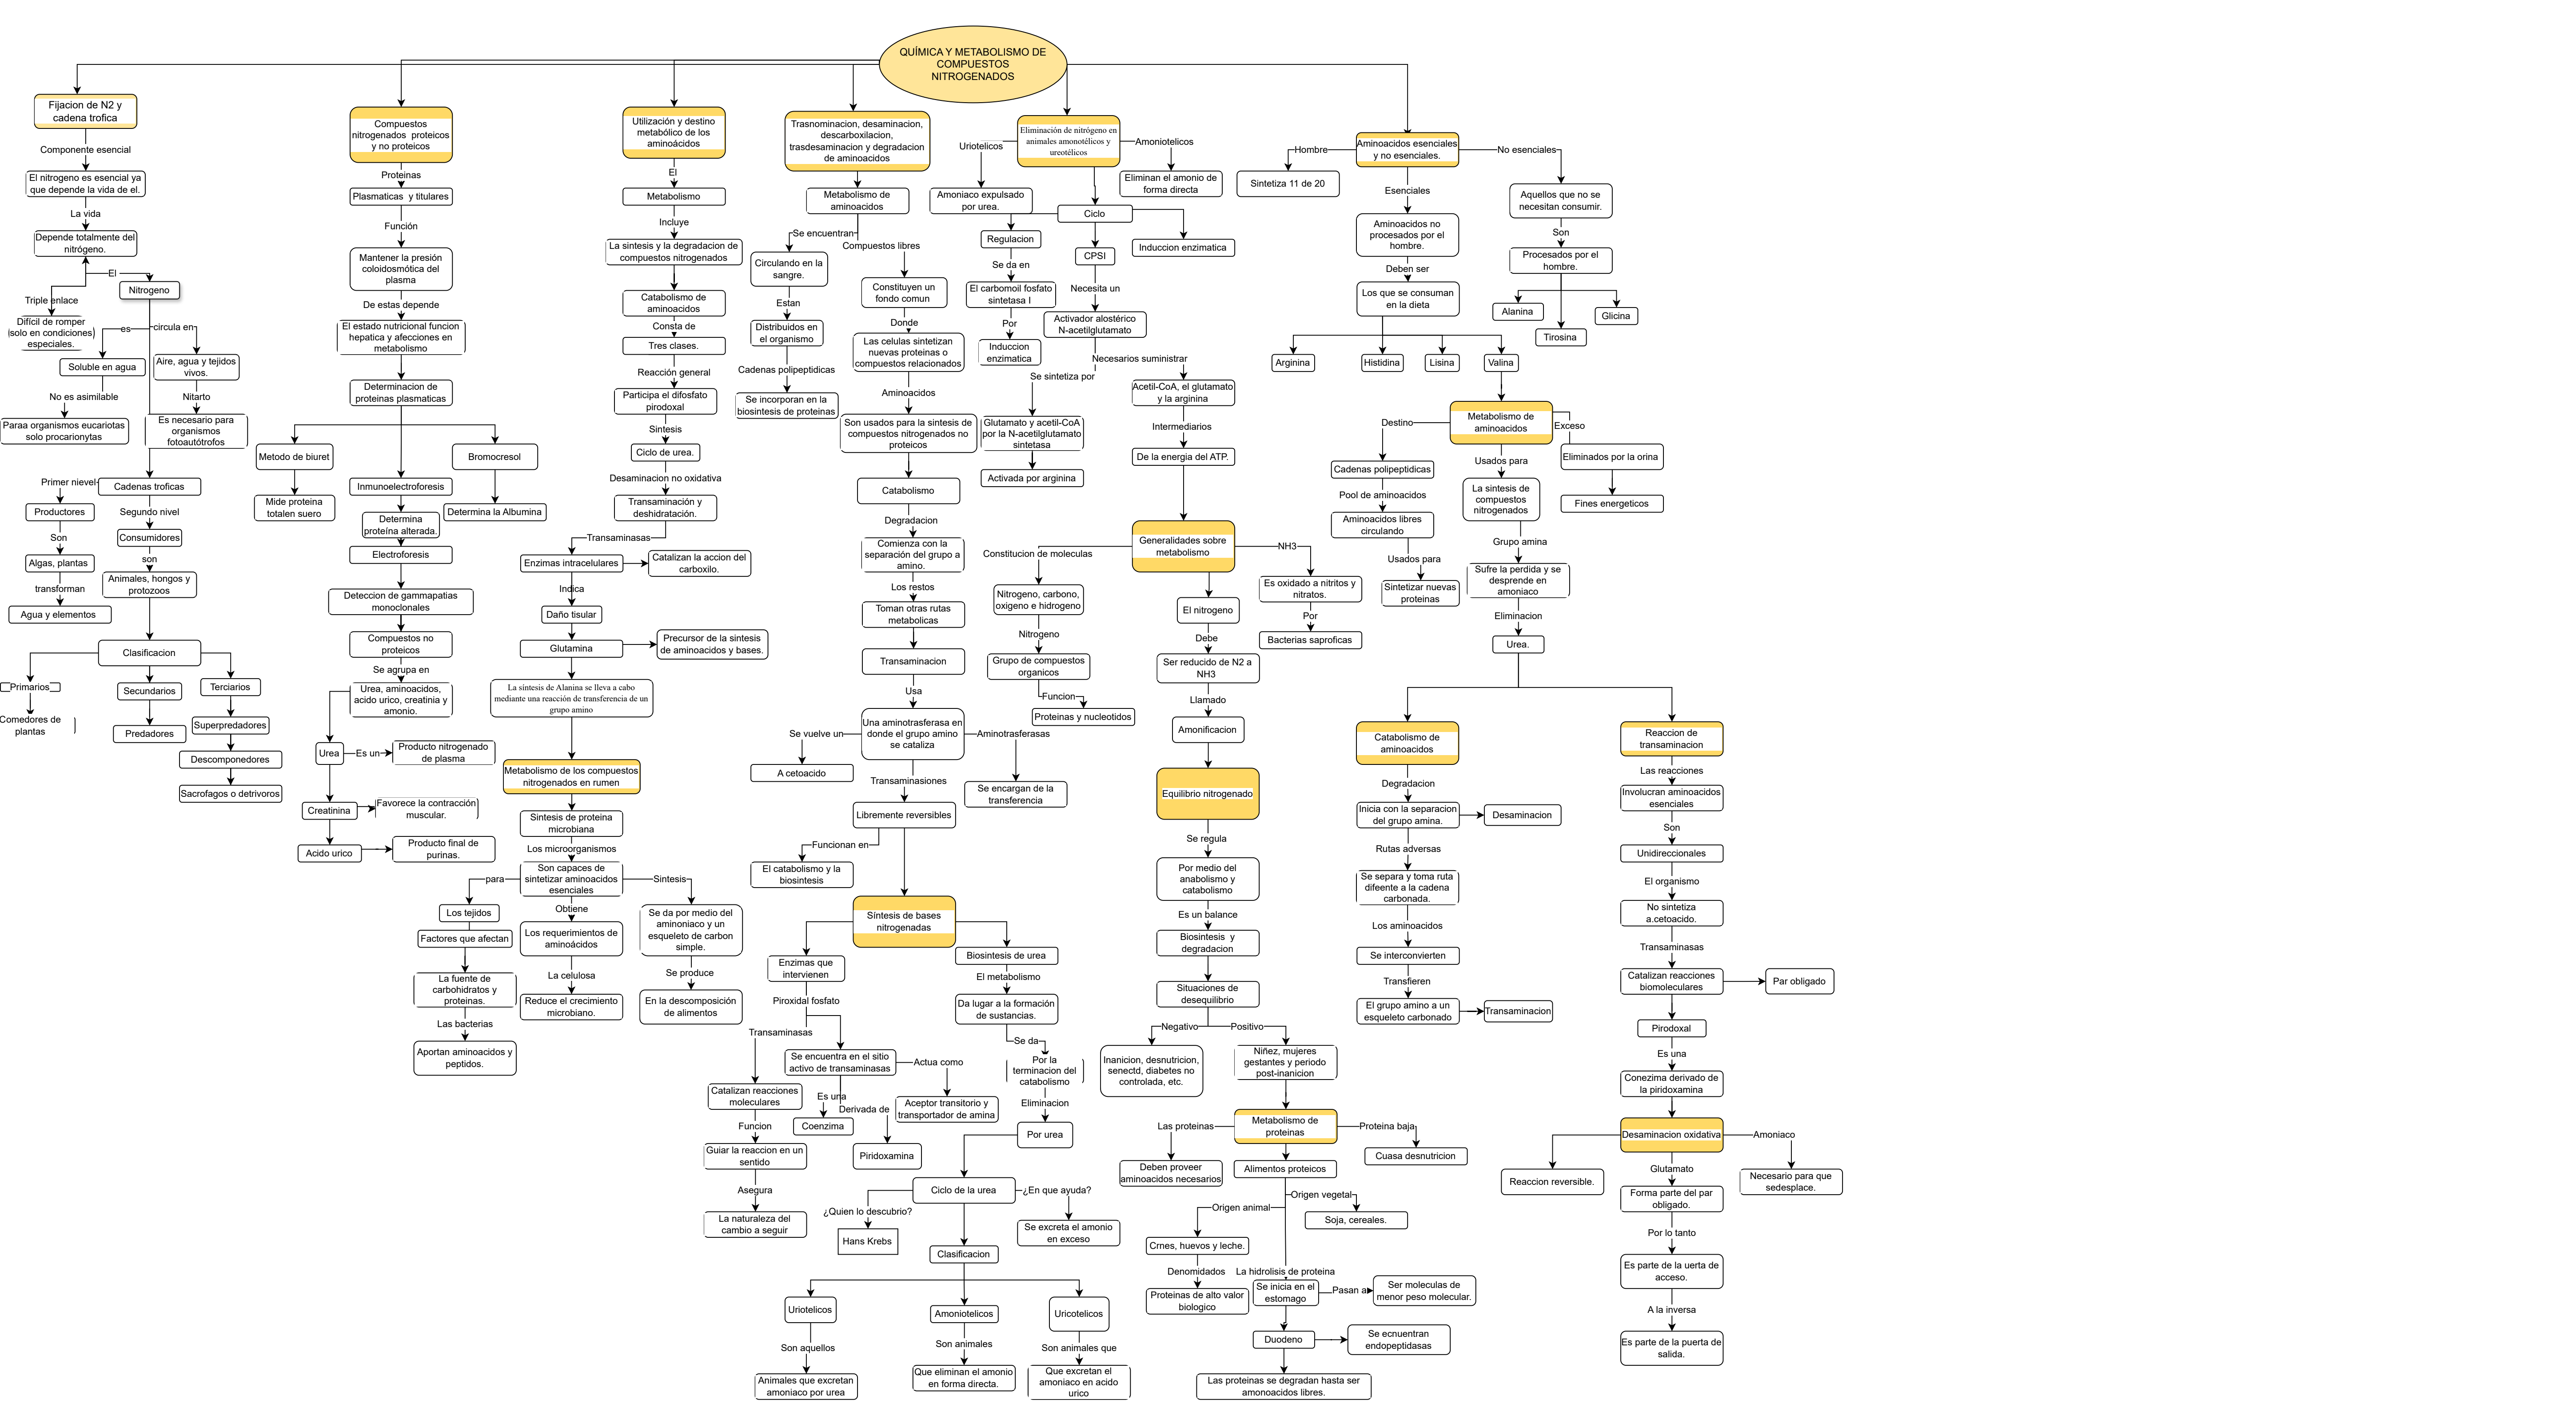 QUÍMICA Y METABOLISMO DE
COMPUESTOS
NITROGENADOS
Fijacion de N2 y
cadena trofica
Componente esencial
El nitrogeno es esencial ya
que depende la vida de el.
La vida
Depende totalmente del
nitrógeno.
El
Nitrogeno
Triple enlace
Difícil de romper
(solo en condiciones)
especiales.
es
circula en
Soluble en agua
Aire, agua y tejidos
vivos.
No es asimilable
Nitarto
Paraa organismos eucariotas
solo procarionytas
Es necesario para
organismos
fotoautótrofos
Primer nievel
Cadenas troficas
Productores
Segundo nivel
Son
Consumidores
Algas, plantas
son
transforman
Animales, hongos y
protozoos
Agua y elementos
Clasificacion
Primarios
Secundarios
Terciarios
Comedores de
plantas
Predadores
Superpredadores
Descomponedores
Sacrofagos o detrivoros
Compuestos
nitrogenados  proteicos
y no proteicos
Proteinas
Plasmaticas  y titulares
Función
Mantener la presión
coloidosmótica del
plasma
De estas depende
El estado nutricional funcion
hepatica y afecciones en
metabolismo
Determinacion de
proteinas plasmaticas
Metodo de biuret
Bromocresol
Mide proteina
totalen suero
Inmunoelectroforesis
Determina la Albumina
Determina
proteína alterada.
Electroforesis
Deteccion de gammapatias
monoclonales
Compuestos no
proteicos
Se agrupa en
Urea, aminoacidos,
acido urico, creatinia y
amonio.
Urea
Es un
Producto nitrogenado
de plasma
Creatinina
Favorece la contracción
muscular.
Acido urico
Producto final de
purinas.
Utilización y destino
metabólico de los
aminoácidos
El
Metabolismo
Incluye
La sintesis y la degradacion de
compuestos nitrogenados
Catabolismo de
aminoacidos
Consta de
Tres clases.
Reacción general
Participa el difosfato
pirodoxal
Sintesis
Ciclo de urea.
Desaminacion no oxidativa
Transaminación y
deshidratación.
Transaminasas
Enzimas intracelulares
Catalizan la accion del
carboxilo.
Indica
Daño tisular
Glutamina
Precursor de la sintesis
de aminoacidos y bases.
La síntesis de Alanina se lleva a cabo
mediante una reacción de transferencia de un
grupo amino
Metabolismo de los compuestos
nitrogenados en rumen
Sintesis de proteina
microbiana
Los microorganismos
Son capaces de
sintetizar aminoacidos
esenciales
para
Sintesis
Los tejidos
Obtiene
Se da por medio del
aminoniaco y un
esqueleto de carbon
simple.
Factores que afectan
Los requerimientos de
aminoácidos
La fuente de
carbohidratos y
proteinas.
La celulosa
Se produce
Reduce el crecimiento
microbiano.
En la descomposición
de alimentos
Las bacterias
Aportan aminoacidos y
peptidos.
Trasnominacion, desaminacion,
descarboxilacion,
trasdesaminacion y degradacion
de aminoacidos
Metabolismo de
aminoacidos
Se encuentran
Compuestos libres
Circulando en la
sangre.
Constituyen un
fondo comun
Estan
Distribuidos en
el organismo
Donde
Las celulas sintetizan
nuevas proteinas o
compuestos relacionados
Cadenas polipeptidicas
Se incorporan en la
biosintesis de proteinas
Aminoacidos
Son usados para la sintesis de
compuestos nitrogenados no
proteicos
Catabolismo
Degradacion
Comienza con la
separación del grupo a
amino.
Los restos
Toman otras rutas
metabolicas
Transaminacion
Usa
Una aminotrasferasa en
donde el grupo amino
se cataliza
Se vuelve un
Aminotrasferasas
A cetoacido
Se encargan de la
transferencia
Transaminasiones
Libremente reversibles
Funcionan en
El catabolismo y la
biosintesis
Síntesis de bases
nitrogenadas
Enzimas que
intervienen
Biosintesis de urea
Piroxidal fosfato
El metabolismo
Da lugar a la formación
de sustancias.
Transaminasas
Se encuentra en el sitio
activo de transaminasas
Actua como
Se da
Por la
terminacion del
catabolismo
Catalizan reacciones
moleculares
Es una
Derivada de
Aceptor transitorio y
transportador de amina
Eliminacion
Funcion
Coenzima
Por urea
Guiar la reaccion en un
sentido
Piridoxamina
Asegura
La naturaleza del
cambio a seguir
Ciclo de la urea
¿En que ayuda?
¿Quien lo descubrio?
Hans Krebs
Se excreta el amonio
en exceso
Clasificacion
Uriotelicos
Amoniotelicos
Uricotelicos
Son aquellos
Son animales
Son animales que
Animales que excretan
amoniaco por urea
Que eliminan el amonio
en forma directa.
Que excretan el
amoniaco en acido
urico
Eliminación de nitrógeno en
animales amonotélicos y
ureotélicos
Uriotelicos
Amoniotelicos
Amoniaco expulsado
por urea.
Eliminan el amonio de
forma directa
Ciclo
Regulacion
CPSI
Induccion enzimatica
Se da en
El carbomoil fosfato
sintetasa I
Necesita un
Por
Activador alostérico
N-acetilglutamato
Induccion
enzimatica
Necesarios suministrar
Se sintetiza por
Acetil-CoA, el glutamato
y la arginina
Glutamato y acetil-CoA
por la N-acetilglutamato
sintetasa
Intermediarios
De la energia del ATP.
Activada por arginina
Generalidades sobre
metabolismo
Constitucion de moleculas
NH3
Nitrogeno, carbono,
oxigeno e hidrogeno
El nitrogeno
Es oxidado a nitritos y
nitratos.
Nitrogeno
Debe
Por
Bacterias saproficas
Grupo de compuestos
organicos
Ser reducido de N2 a
NH3
Funcion
Proteinas y nucleotidos
Llamado
Amonificacion
Equilibrio nitrogenado
Se regula
Por medio del
anabolismo y
catabolismo
Es un balance
Biosintesis  y
degradacion
Situaciones de
desequilibrio
Negativo
Positivo
Inanicion, desnutricion,
senectd, diabetes no
controlada, etc.
Niñez, mujeres
gestantes y periodo
post-inanicion
Metabolismo de
proteinas
Las proteinas
Proteina baja
Deben proveer
aminoacidos necesarios
Alimentos proteicos
Cuasa desnutricion
Origen vegetal
Origen animal
Soja, cereales.
Crnes, huevos y leche.
Denomidados
La hidrolisis de proteina
Proteinas de alto valor
biologico
Se inicia en el
estomago
Pasan a
Ser moleculas de
menor peso molecular.
Duodeno
Se ecnuentran
endopeptidasas
Las proteinas se degradan hasta ser
amonoacidos libres.
Aminoacidos esenciales
y no esenciales.
Hombre
No esenciales
Sintetiza 11 de 20
Esenciales
Aquellos que no se
necesitan consumir.
Aminoacidos no
procesados por el
hombre.
Son
Procesados por el
hombre.
Deben ser
Los que se consuman
en la dieta
Alanina
Tirosina
Glicina
Arginina
Histidina
Lisina
Valina
Metabolismo de
aminoacidos
Destino
Exceso
Cadenas polipeptidicas
Usados para
Eliminados por la orina
Pool de aminoacidos
La sintesis de
compuestos
nitrogenados
Fines energeticos
Aminoacidos libres
circulando
Grupo amina
Usados para
Sufre la perdida y se
desprende en
amoniaco
Sintetizar nuevas
proteinas
Eliminacion
Urea.
Catabolismo de
aminoacidos
Degradacion
Inicia con la separacion
del grupo amina.
Desaminacion
Rutas adversas
Se separa y toma ruta
difeente a la cadena
carbonada.
Los aminoacidos
Se interconvierten
Transfieren
El grupo amino a un
esqueleto carbonado
Transaminacion
Reaccion de
transaminacion
Las reacciones
Involucran aminoacidos
esenciales
Son
Unidireccionales
El organismo
No sintetiza
a.cetoacido.
Transaminasas
Catalizan reacciones
biomoleculares
Par obligado
Pirodoxal
Es una
Conezima derivado de
la piridoxamina
Desaminacion oxidativa
Amoniaco
Reaccion reversible.
Glutamato
Necesario para que
sedesplace.
Forma parte del par
obligado.
Por lo tanto
Es parte de la uerta de
acceso.
A la inversa
Es parte de la puerta de
salida.